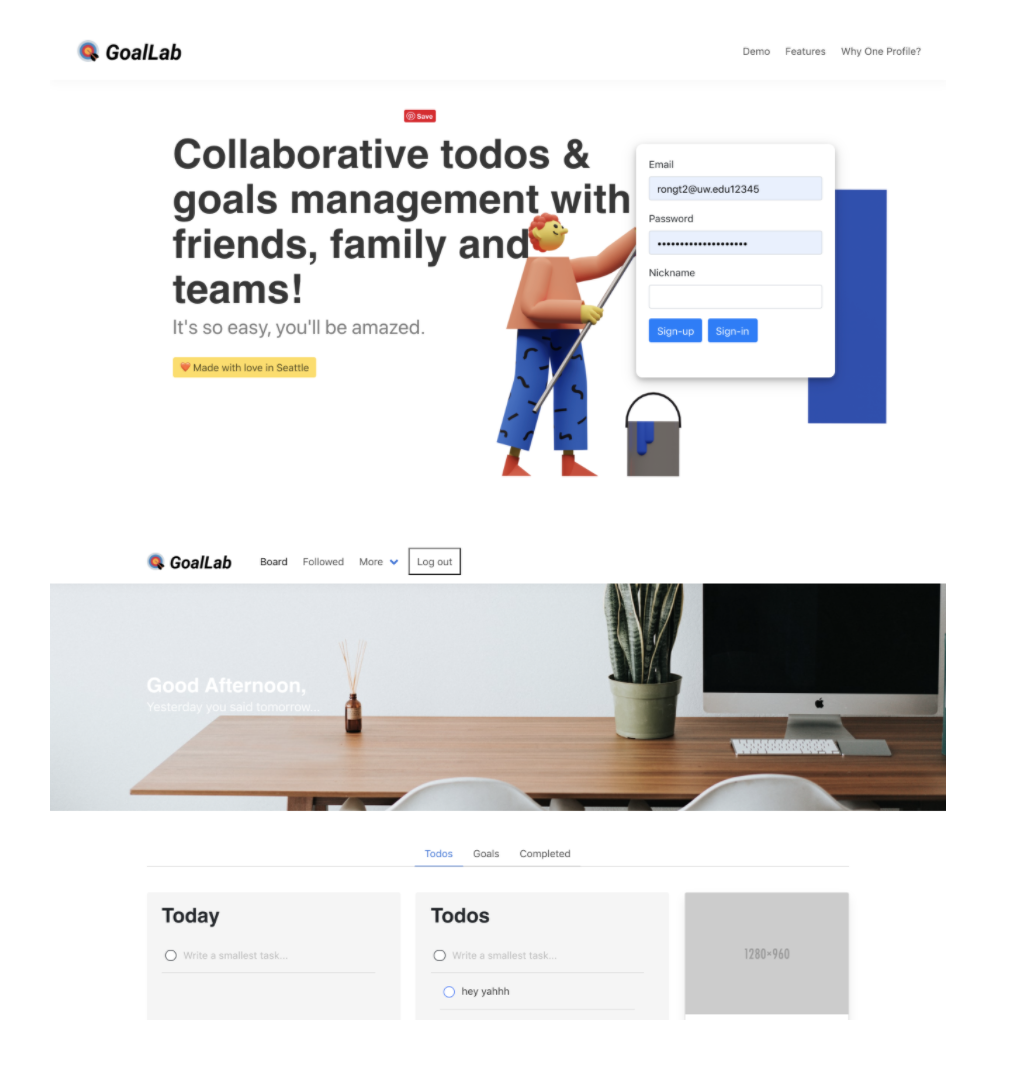 GoalLab
Demo Features Why One Profile?
Save
Collaborative todos &
goals management with
friends, family and
teams!
It's so easy, you'll be amazed.
Made with love in Seattle
Email
rongt2@uw.edu12345
Password
••••••••••••••••••••
Nickname
Sign-up Sign-in
GoalLab Board Followed More Log out
Good Afternoon,
Yesterday you said tomorrow...
Todos Goals Completed
Today
Write a smallest task...
Todos
Write a smallest task...
hey yahhh
1280×960